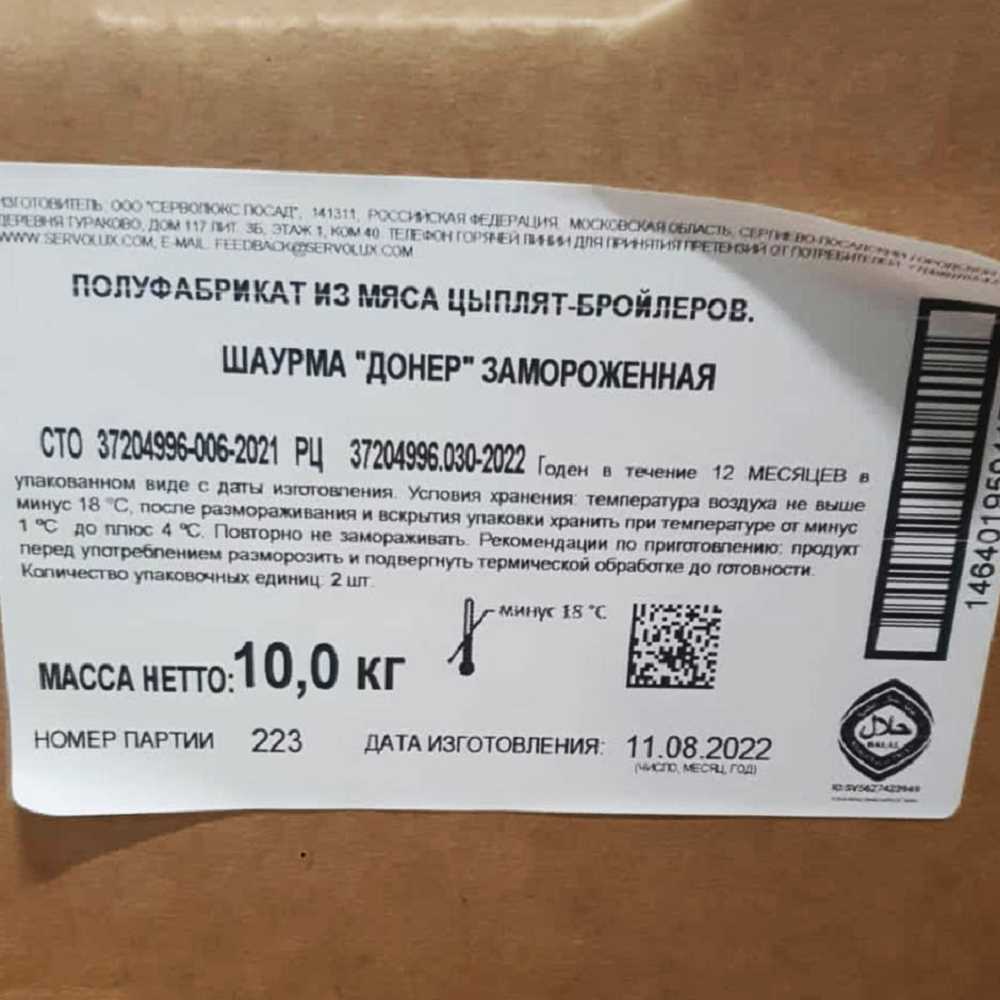 ИЗГОТОВИТЕЛЬ: ООО "СЕРВОЛЮКС ПОСАД", 141311, РОССИЙСКАЯ ФЕДЕРАЦИЯ, МОСКОВСКАЯ ОБЛАСТЬ, СЕРГИЕВО-ПОСАДСКИЙ ГОРОДСКОЙ
ДЕРЕВНЯ ТУРАКОВО, ДОМ 117 ЛИТ. 3Б, ЭТАЖ 1, КОМ 40. ТЕЛЕФОН ГОРЯЧЕЙ ЛИНИИ ДЛЯ ПРИНЯТИЯ ПРЕТЕНЗИЙ ОТ ПОТРЕБИТЕЛЕЙ
WWW.SERVOLUX.COM, E-MAIL: FEEDBACK@SERVOLUX.COM
ПОЛУФАБРИКАТ ИЗ МЯСА ЦЫПЛЯТ-БРОЙЛЕРОВ.
ШАУРМА "ДОНЕР" ЗАМОРОЖЕННАЯ
СТО 37204996-006-2021 РЦ 37204996.030-2022 Годен в течение 12 МЕСЯЦЕВ в
упакованном виде с даты изготовления. Условия хранения: температура воздуха не выше
минус 18 °C, после размораживания и вскрытия упаковки хранить при температуре от минус
1 °C до плюс 4 °C. Повторно не замораживать. Рекомендации по приготовлению: продукт
перед употреблением разморозить и подвергнуть термической обработке до готовности.
Количество упаковочных единиц: 2 шт.
минус 18 °C
МАССА НЕТТО: 10,0 кг
НОМЕР ПАРТИИ 223 ДАТА ИЗГОТОВЛЕНИЯ: 11.08.2022
(ЧИСЛО, МЕСЯЦ, ГОД)
حلال
HALAL